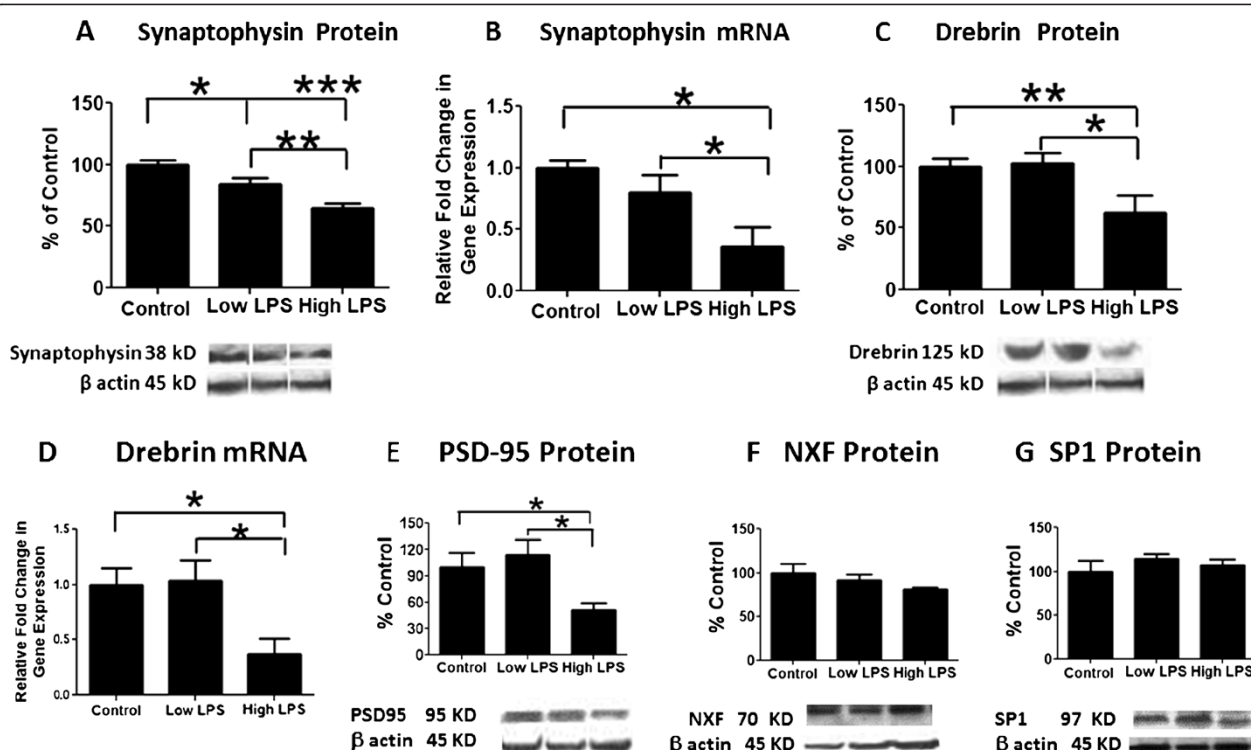 A Synaptophysin Protein
* ***
**
% of Control
150
100
50
0
Control Low LPS High LPS
Synaptophysin 38 kD
β actin 45 kD
B Synaptophysin mRNA
*
*
Relative Fold Change in
Gene Expression
1.5
1.0
0.5
0.0
Control Low LPS High LPS
C Drebrin Protein
**
*
% of Control
150
100
50
0
Control Low LPS High LPS
Drebrin 125 kD
β actin 45 kD
D Drebrin mRNA
*
*
Relative Fold Change in
Gene Expression
1.5
1.0
0.5
0.0
Control Low LPS High LPS
E PSD-95 Protein
*
*
% Control
150
120
90
60
30
0
Control Low LPS High LPS
PSD95 95 KD
β actin 45 KD
F NXF Protein
% Control
150
100
50
0
Control Low LPS High LPS
NXF 70 KD
β actin 45 KD
G SP1 Protein
% Control
150
100
50
0
Control Low LPS High LPS
SP1 97 KD
β actin 45 KD